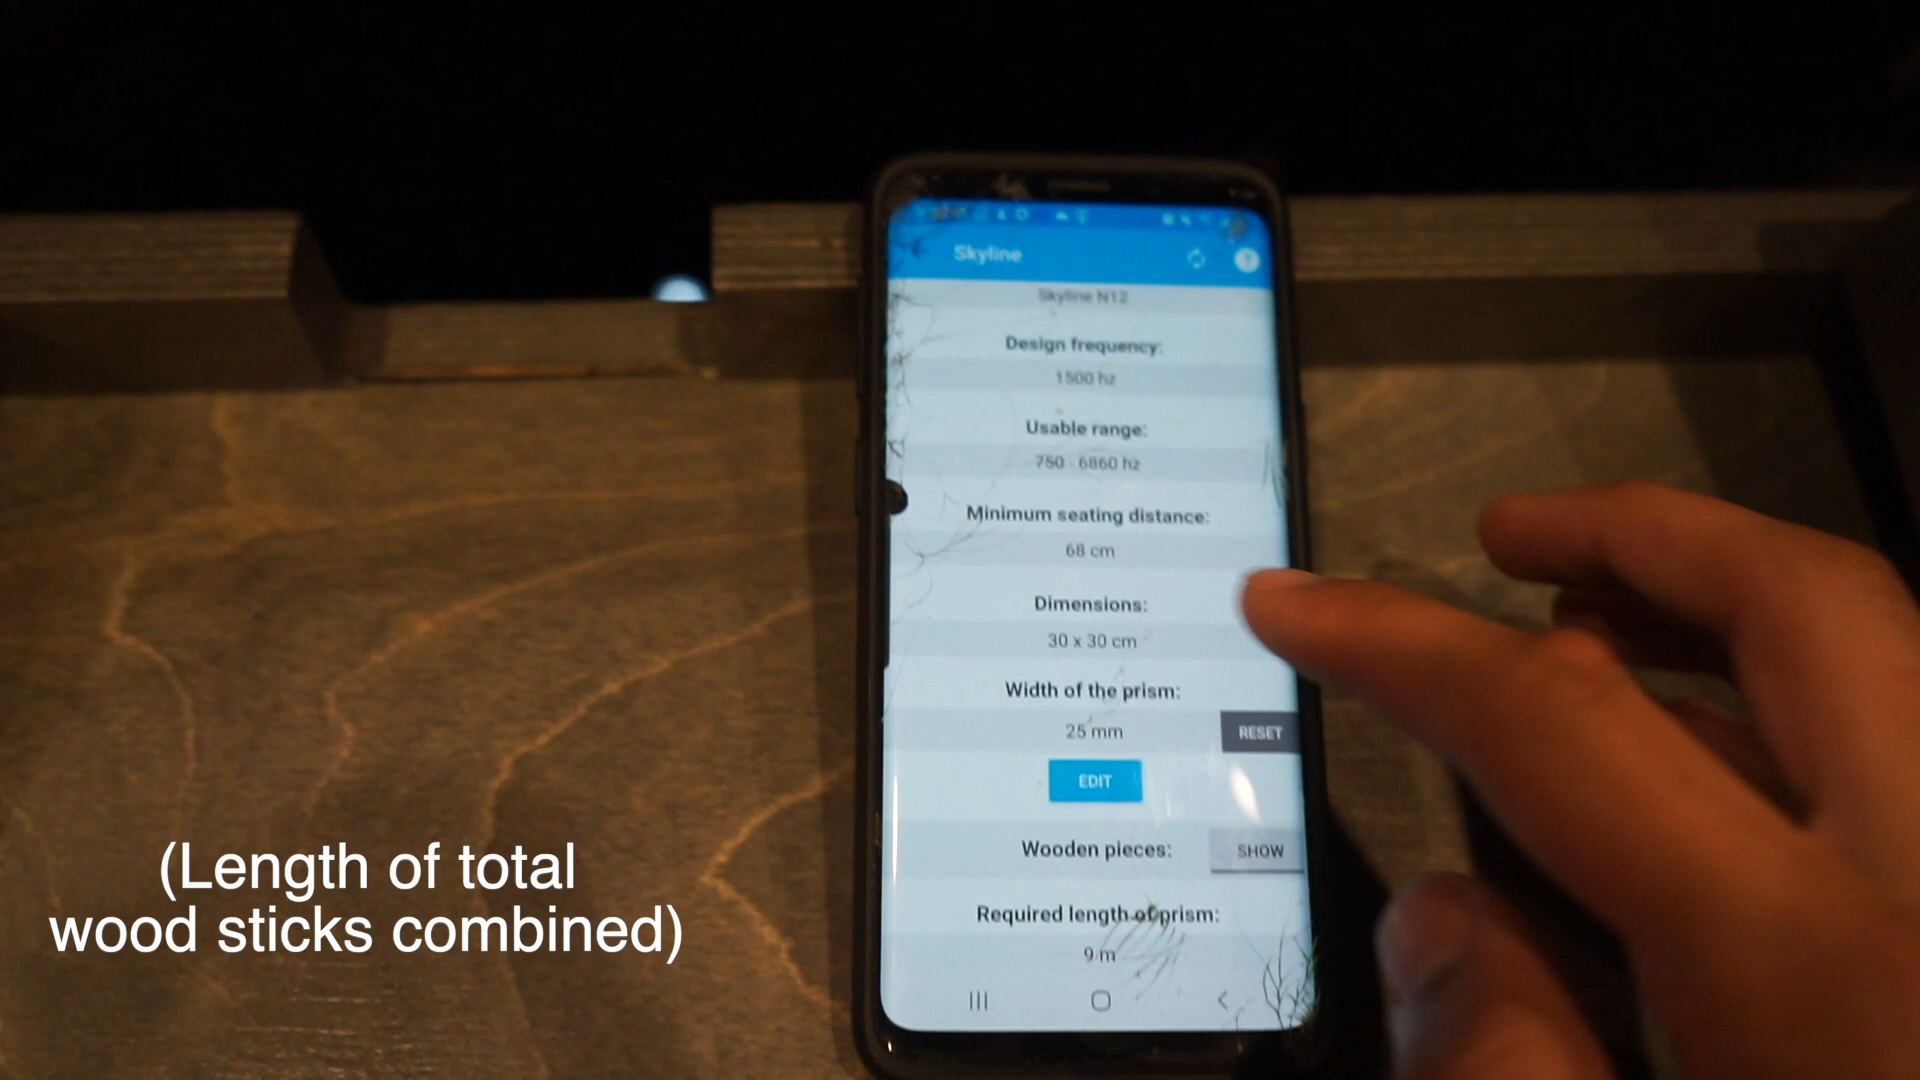 Skyline
Skyline N12
Design frequency:
1500 hz
Usable range:
750 - 6860 hz
Minimum seating distance:
68 cm
Dimensions:
30 x 30 cm
Width of the prism:
25 mm
RESET
EDIT
Wooden pieces:
SHOW
Required length of prism:
9 m
(Length of total
wood sticks combined)